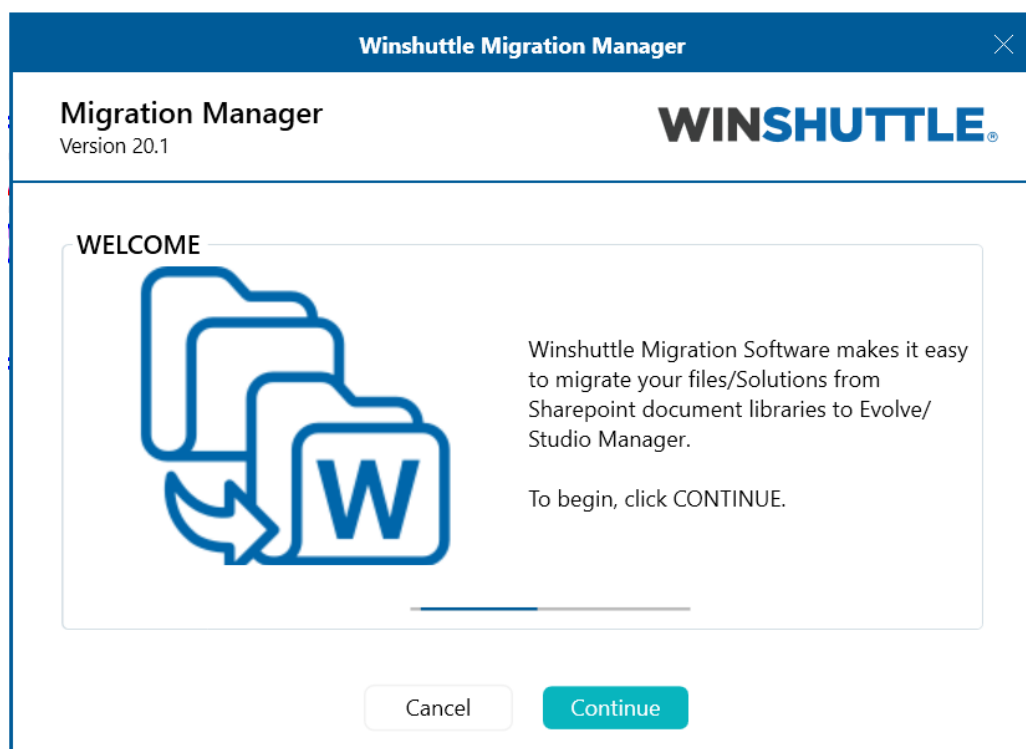 Winshuttle Migration Manager
Migration Manager
Version 20.1
WINSHUTTLE®
WELCOME
W
Winshuttle Migration Software makes it easy
to migrate your files/Solutions from
Sharepoint document libraries to Evolve/
Studio Manager.
To begin, click CONTINUE.
Cancel
Continue